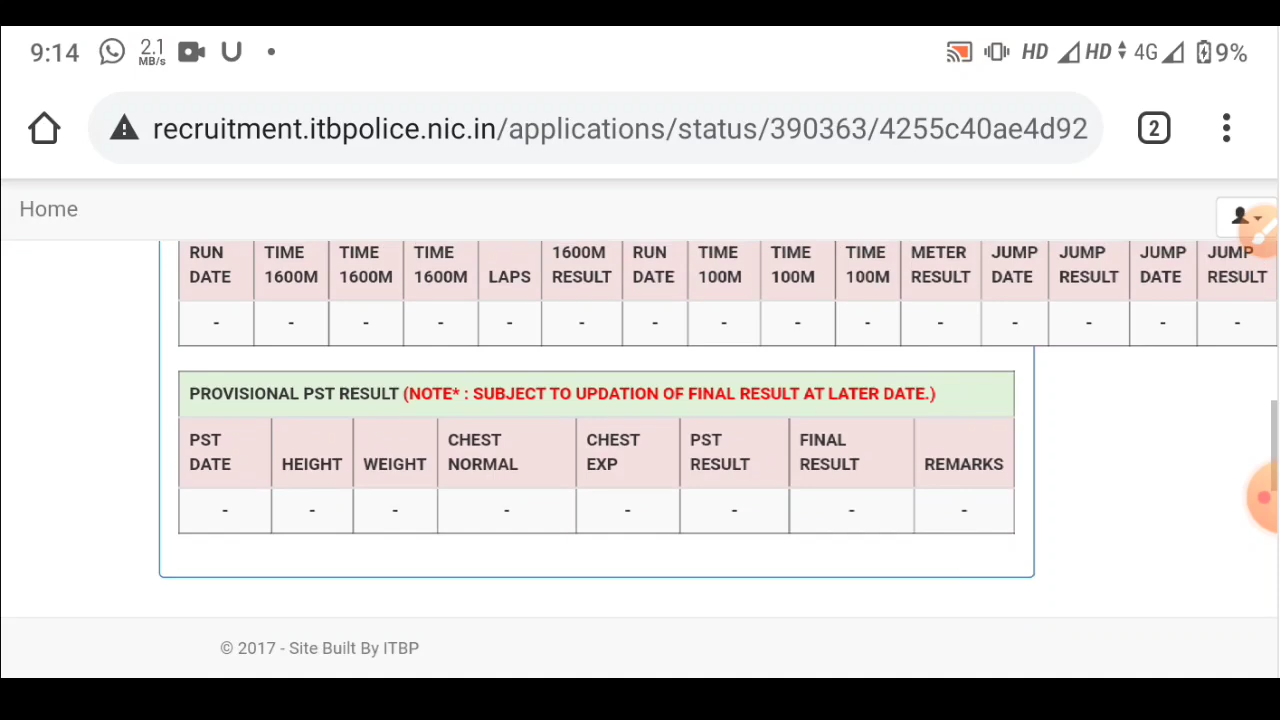 9:14 2.1 MB/s HD HD 4G 9%
recruitment.itbpolice.nic.in/applications/status/390363/4255c40ae4d92 2
Home
RUN DATE TIME 1600M TIME 1600M TIME 1600M LAPS 1600M RESULT RUN DATE TIME 100M TIME 100M TIME 100M METER RESULT JUMP DATE JUMP RESULT JUMP DATE JUMP RESULT
- - - - - - - - - - - - - - -
PROVISIONAL PST RESULT (NOTE* : SUBJECT TO UPDATION OF FINAL RESULT AT LATER DATE.)
PST DATE HEIGHT WEIGHT CHEST NORMAL CHEST EXP PST RESULT FINAL RESULT REMARKS
- - - - - - - -
© 2017 - Site Built By ITBP